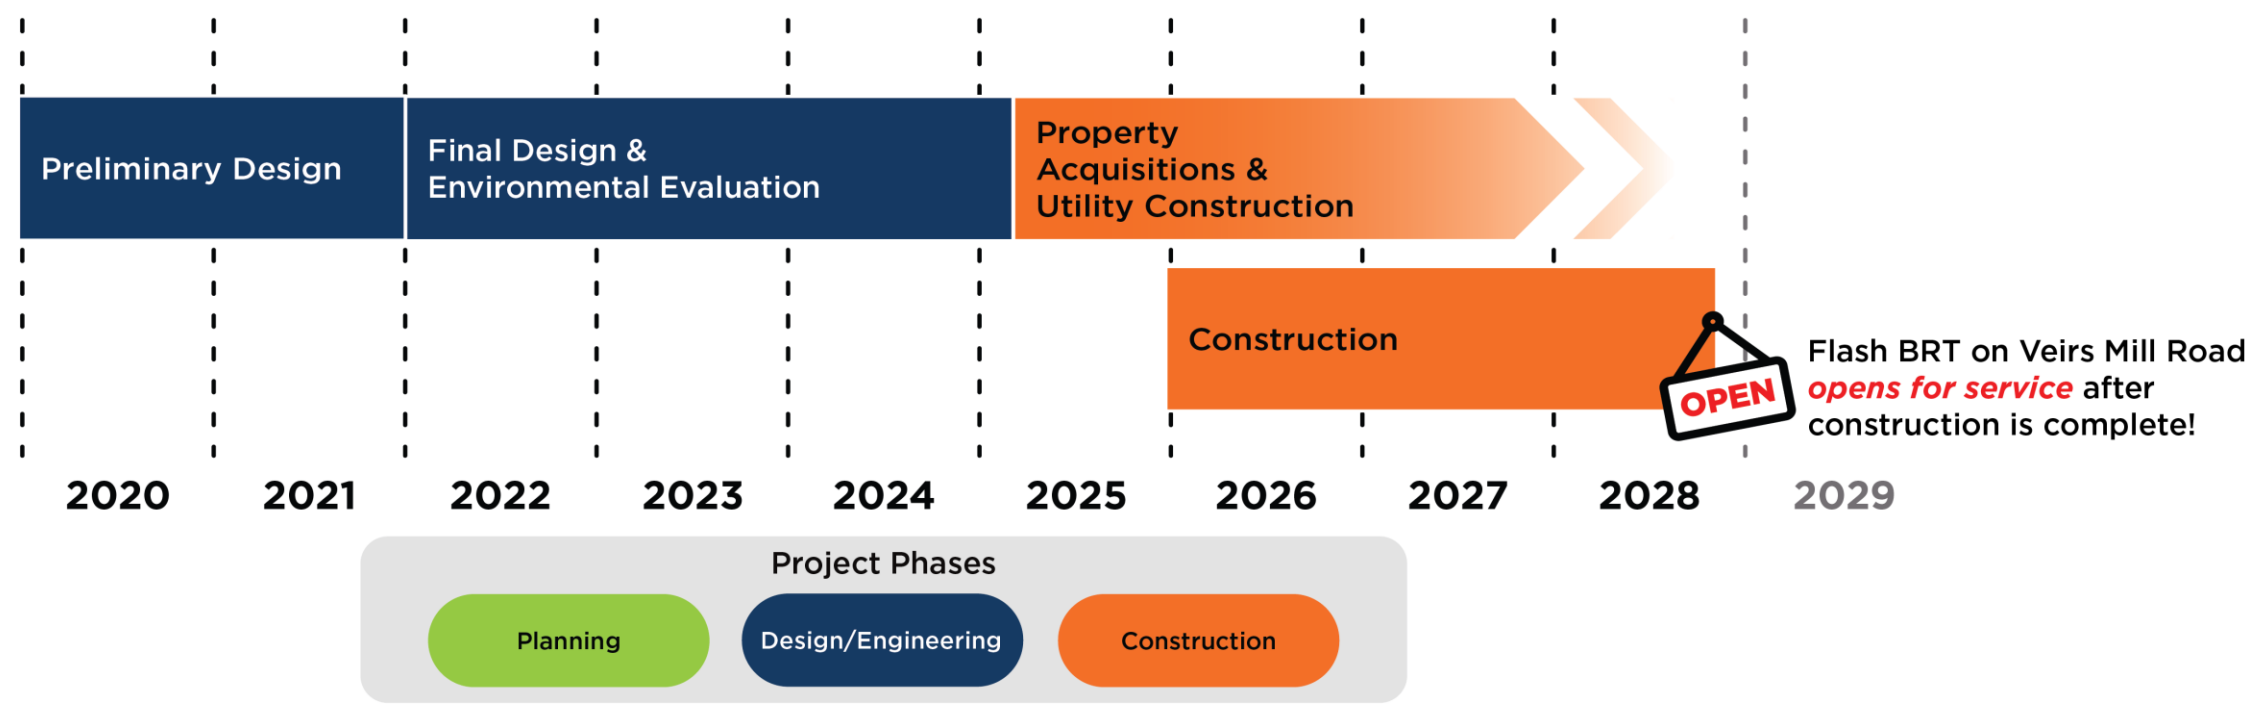 Preliminary Design
Final Design &
Environmental Evaluation
Property
Acquisitions &
Utility Construction
Construction
OPEN
Flash BRT on Veirs Mill Road
opens for service after
construction is complete!
2020 2021 2022 2023 2024 2025 2026 2027 2028 2029
Project Phases
Planning Design/Engineering Construction